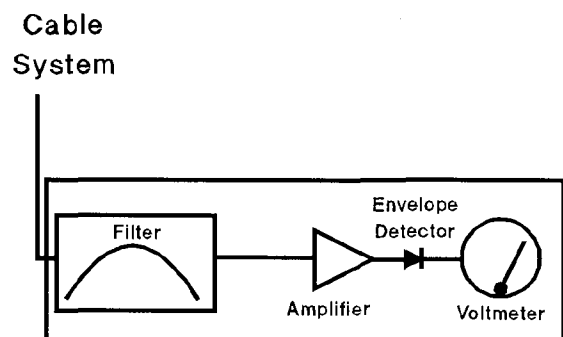 Cable
System
Filter
Envelope
Detector
Amplifier
Voltmeter